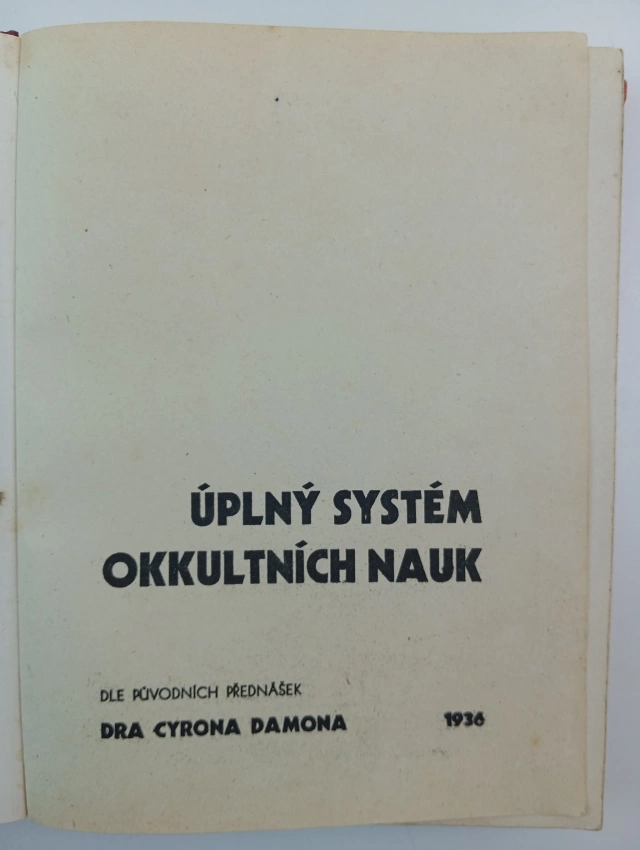 ÚPLNÝ SYSTÉM
OKKULTNÍCH NAUK
DLE PŮVODNÍCH PŘEDNÁŠEK
DRA CYRONA DAMONA 1936